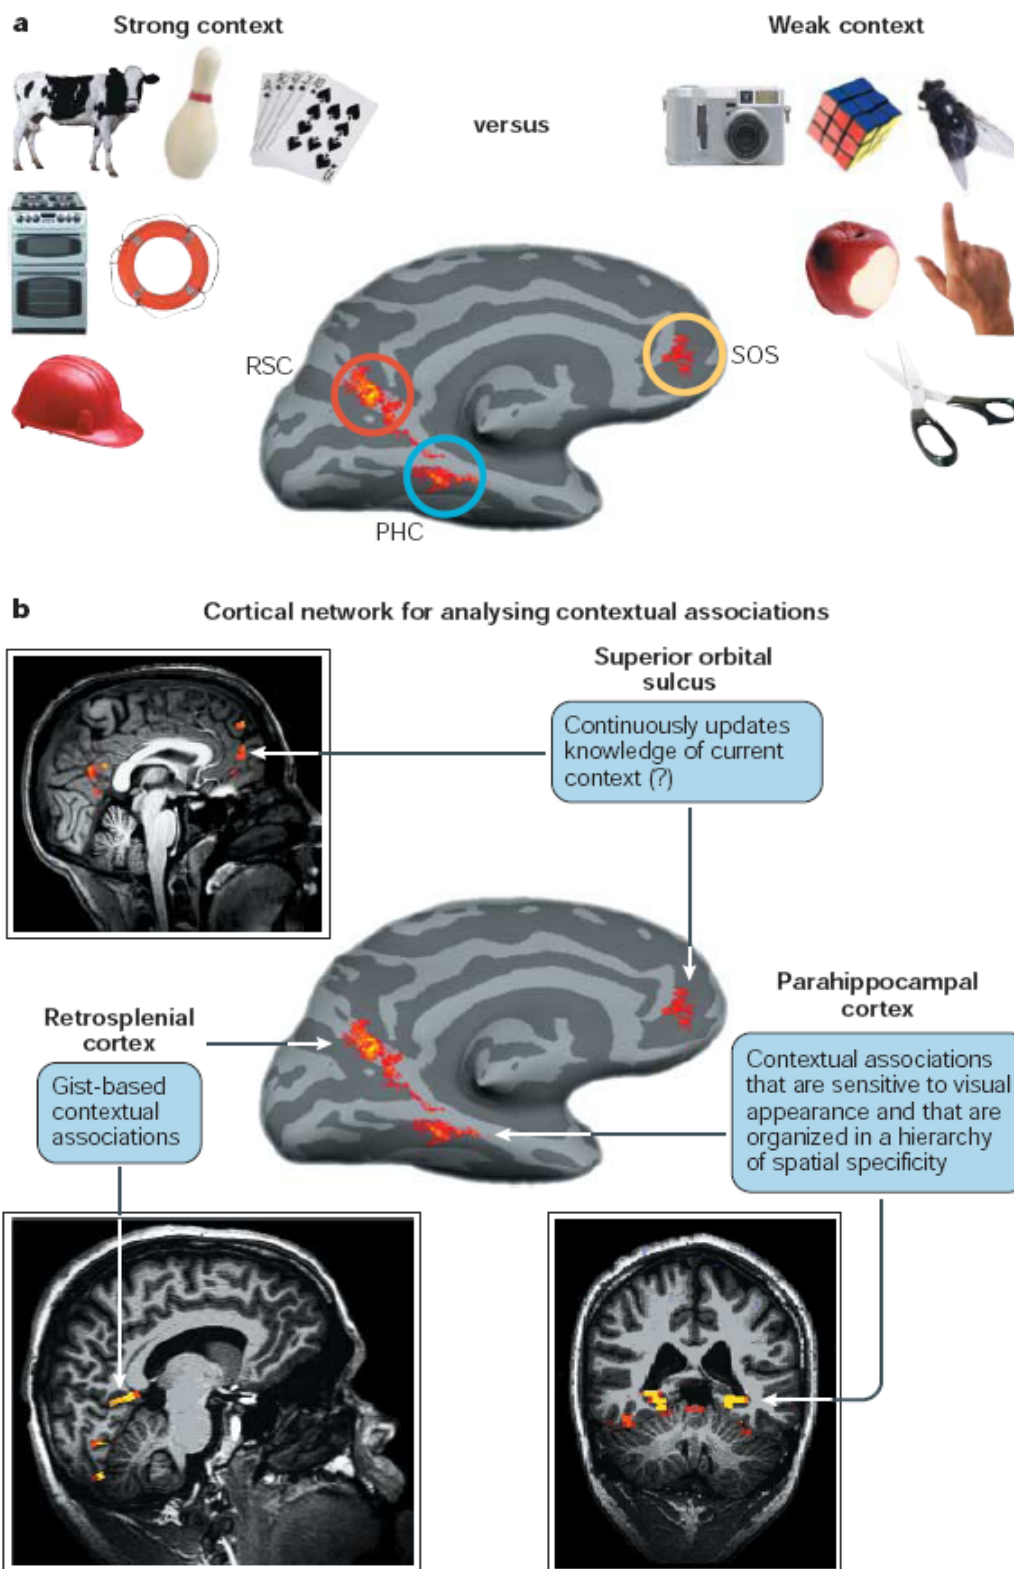 a
Strong context
Weak context
versus
RSC
SOS
PHC
b
Cortical network for analysing contextual associations
Superior orbital
sulcus
Continuously updates
knowledge of current
context (?)
Retrosplenial
cortex
Gist-based
contextual
associations
Parahippocampal
cortex
Contextual associations
that are sensitive to visual
appearance and that are
organized in a hierarchy
of spatial specificity